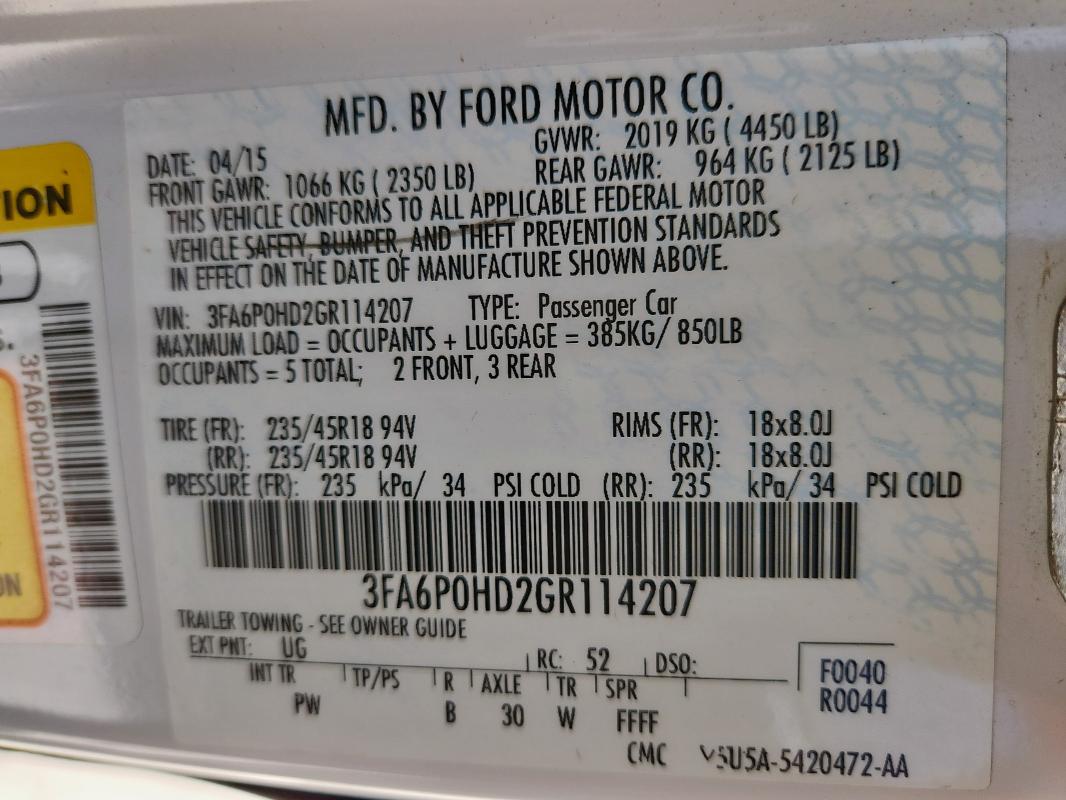 MFD. BY FORD MOTOR CO.
DATE: 04/15 GVWR: 2019 KG ( 4450 LB)
FRONT GAWR: 1066 KG ( 2350 LB) REAR GAWR: 964 KG ( 2125 LB)
THIS VEHICLE CONFORMS TO ALL APPLICABLE FEDERAL MOTOR
VEHICLE SAFETY, BUMPER, AND THEFT PREVENTION STANDARDS
IN EFFECT ON THE DATE OF MANUFACTURE SHOWN ABOVE.
VIN: 3FA6P0HD2GR114207 TYPE: Passenger Car
MAXIMUM LOAD = OCCUPANTS + LUGGAGE = 385KG/ 850LB
OCCUPANTS = 5 TOTAL; 2 FRONT, 3 REAR
TIRE (FR): 235/45R18 94V RIMS (FR): 18x8.0J
(RR): 235/45R18 94V (RR): 18x8.0J
PRESSURE (FR): 235 kPa/ 34 PSI COLD (RR): 235 kPa/ 34 PSI COLD
3FA6P0HD2GR114207
TRAILER TOWING - SEE OWNER GUIDE
EXT PNT: UG RC: 52 DSO:
INT TR TP/PS R AXLE TR SPR
PW B 30 W FFFF
F0040
R0044
CMC 5U5A-5420472-AA
ION
S.
3FA6P0HD2GR114207
ON